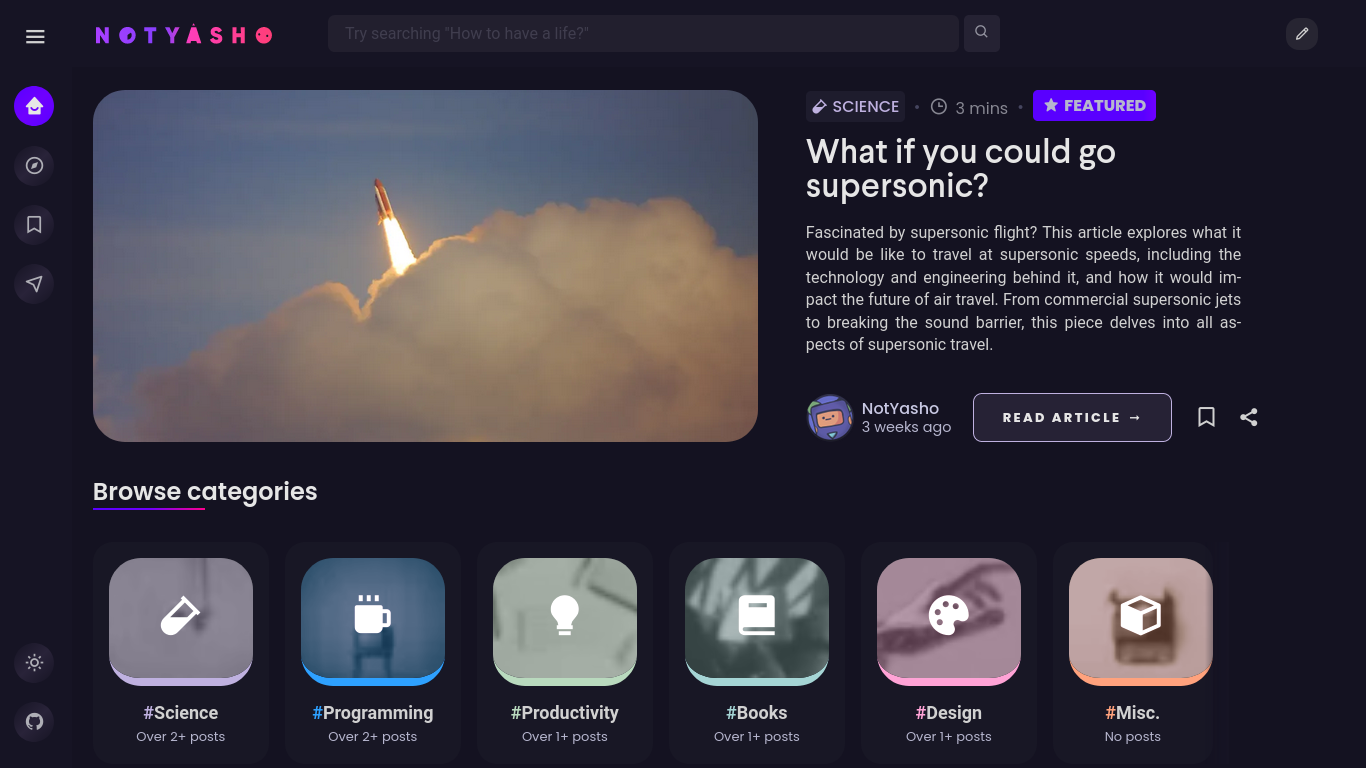 NOTYASHO
Try searching "How to have a life?"
SCIENCE • 3 mins • FEATURED
What if you could go
supersonic?
Fascinated by supersonic flight? This article explores what it
would be like to travel at supersonic speeds, including the
technology and engineering behind it, and how it would im-
pact the future of air travel. From commercial supersonic jets
to breaking the sound barrier, this piece delves into all as-
pects of supersonic travel.
NotYasho
3 weeks ago
READ ARTICLE →
Browse categories
#Science
Over 2+ posts
#Programming
Over 2+ posts
#Productivity
Over 1+ posts
#Books
Over 1+ posts
#Design
Over 1+ posts
#Misc.
No posts